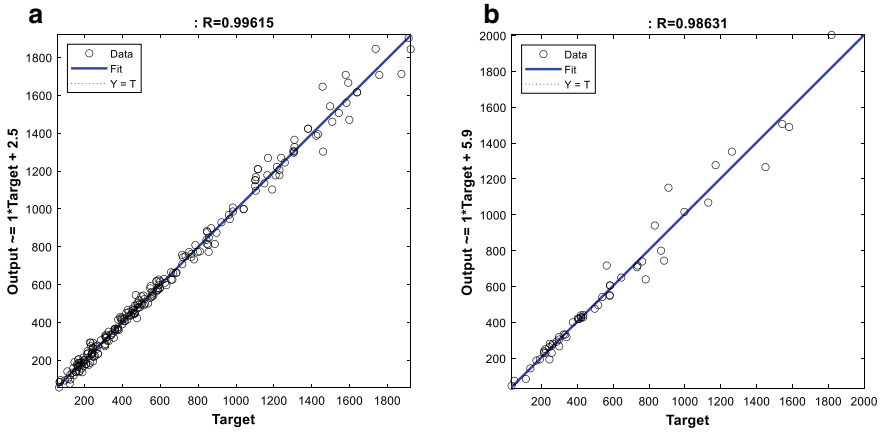 a
: R=0.99615
Data
Fit
Y = T
Output ~= 1*Target + 2.5
1800
1600
1400
1200
1000
800
600
400
200
200 400 600 800 1000 1200 1400 1600 1800
Target
b
: R=0.98631
Data
Fit
Y = T
Output ~= 1*Target + 5.9
2000
1800
1600
1400
1200
1000
800
600
400
200
200 400 600 800 1000 1200 1400 1600 1800 2000
Target